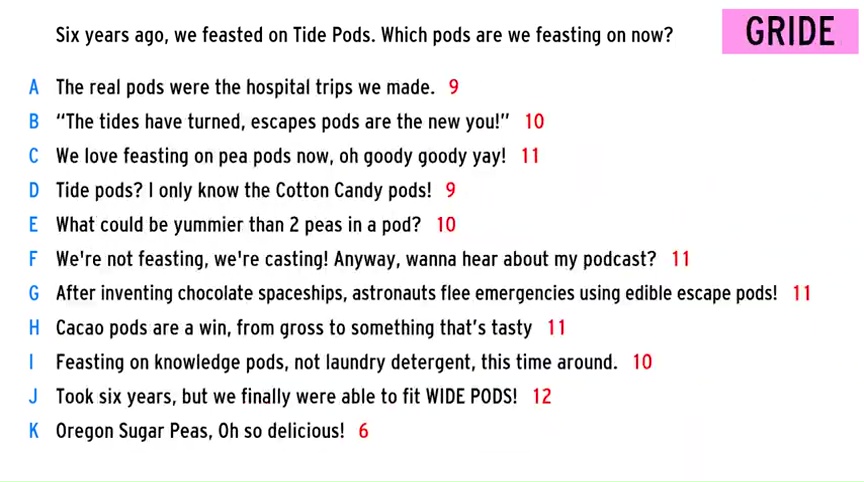 Six years ago, we feasted on Tide Pods. Which pods are we feasting on now?
GRIDE
A The real pods were the hospital trips we made. 9
B “The tides have turned, escapes pods are the new you!” 10
C We love feasting on pea pods now, oh goody goody yay! 11
D Tide pods? I only know the Cotton Candy pods! 9
E What could be yummier than 2 peas in a pod? 10
F We're not feasting, we're casting! Anyway, wanna hear about my podcast? 11
G After inventing chocolate spaceships, astronauts flee emergencies using edible escape pods! 11
H Cacao pods are a win, from gross to something that's tasty 11
I Feasting on knowledge pods, not laundry detergent, this time around. 10
J Took six years, but we finally were able to fit WIDE PODS! 12
K Oregon Sugar Peas, Oh so delicious! 6